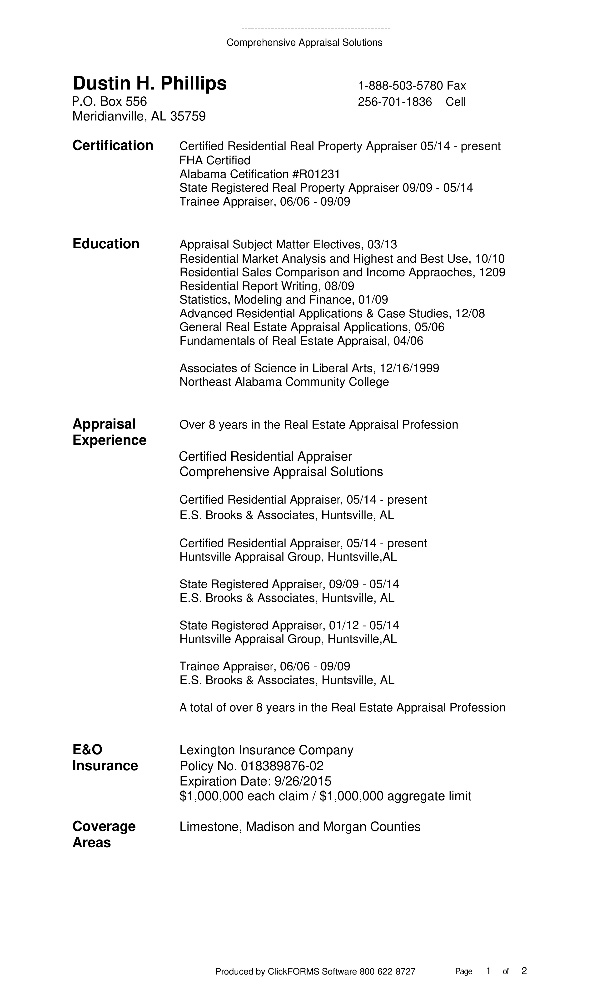 Comprehensive Appraisal Solutions
Dustin H. Phillips
1-888-503-5780 Fax
P.O. Box 556
256-701-1836 Cell
Meridianville, AL 35759
Certification
Certified Residential Real Property Appraiser 05/14 - present
FHA Certified
Alabama Cetification #R01231
State Registered Real Property Appraiser 09/09 - 05/14
Trainee Appraiser, 06/06 - 09/09
Education
Appraisal Subject Matter Electives, 03/13
Residential Market Analysis and Highest and Best Use, 10/10
Residential Sales Comparison and Income Appraoches, 1209
Residential Report Writing, 08/09
Statistics, Modeling and Finance, 01/09
Advanced Residential Applications & Case Studies, 12/08
General Real Estate Appraisal Applications, 05/06
Fundamentals of Real Estate Appraisal, 04/06
Associates of Science in Liberal Arts, 12/16/1999
Northeast Alabama Community College
Appraisal
Experience
Over 8 years in the Real Estate Appraisal Profession
Certified Residential Appraiser
Comprehensive Appraisal Solutions
Certified Residential Appraiser, 05/14 - present
E.S. Brooks & Associates, Huntsville, AL
Certified Residential Appraiser, 05/14 - present
Huntsville Appraisal Group, Huntsville,AL
State Registered Appraiser, 09/09 - 05/14
E.S. Brooks & Associates, Huntsville, AL
State Registered Appraiser, 01/12 - 05/14
Huntsville Appraisal Group, Huntsville,AL
Trainee Appraiser, 06/06 - 09/09
E.S. Brooks & Associates, Huntsville, AL
A total of over 8 years in the Real Estate Appraisal Profession
E&O
Insurance
Lexington Insurance Company
Policy No. 018389876-02
Expiration Date: 9/26/2015
$1,000,000 each claim / $1,000,000 aggregate limit
Coverage
Areas
Limestone, Madison and Morgan Counties
Produced by ClickFORMS Software 800-622-8727 Page 1 of 2